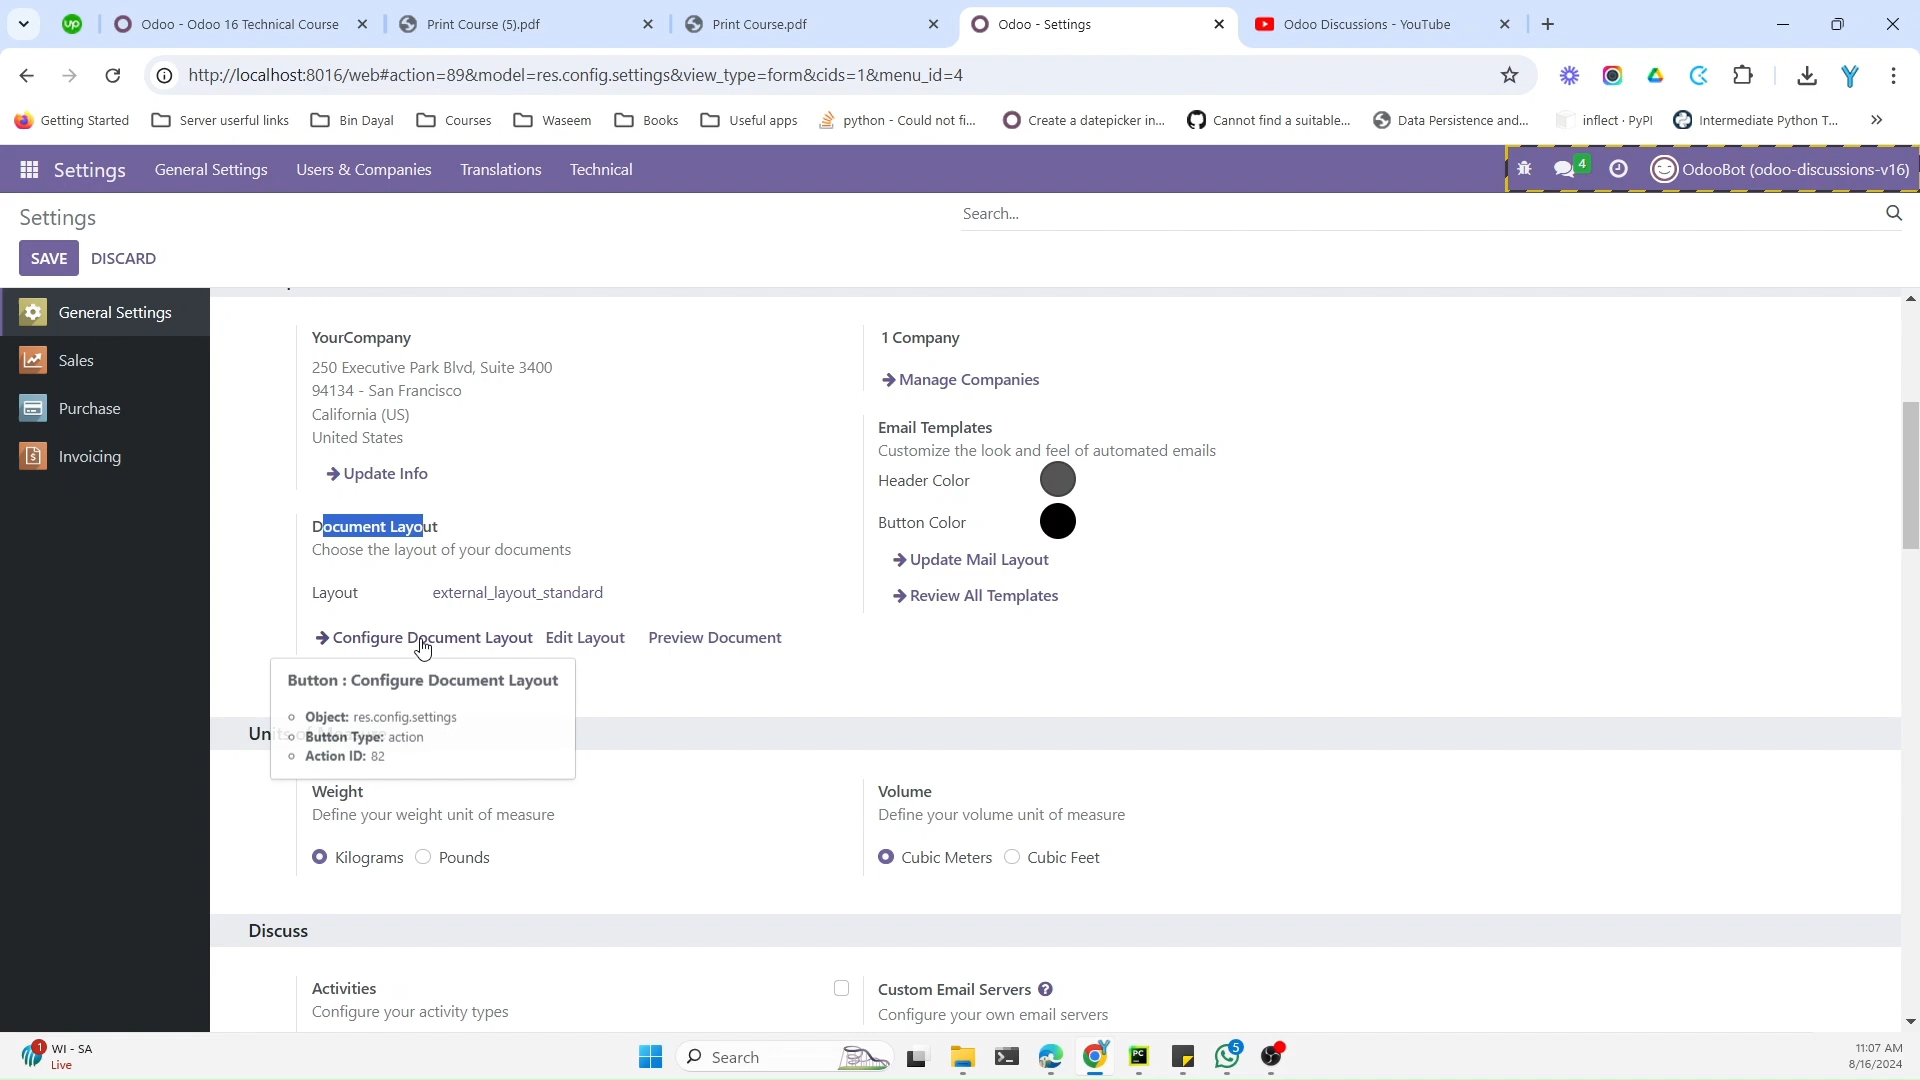 Odoo - Odoo 16 Technical Course
Print Course (5).pdf
Print Course.pdf
Odoo - Settings
Odoo Discussions - YouTube
http://localhost:8016/web#action=89&model=res.config.settings&view_type=form&cids=1&menu_id=4
Getting Started
Server userful links
Bin Dayal
Courses
Waseem
Books
Useful apps
python - Could not fi...
Create a datepicker in...
Cannot find a suitable...
Data Persistence and...
inflect · PyPI
Intermediate Python T...
Settings
General Settings
Users & Companies
Translations
Technical
4
OdooBot (odoo-discussions-v16)
Settings
Search...
SAVE
DISCARD
General Settings
Sales
Purchase
Invoicing
YourCompany
250 Executive Park Blvd, Suite 3400
94134 - San Francisco
California (US)
United States
Update Info
1 Company
Manage Companies
Email Templates
Customize the look and feel of automated emails
Header Color
Button Color
Update Mail Layout
Review All Templates
Document Layout
Choose the layout of your documents
Layout external_layout_standard
Configure Document Layout Edit Layout Preview Document
Button : Configure Document Layout
Object: res.config.settings
Button Type: action
Action ID: 82
Weight
Define your weight unit of measure
Kilograms Pounds
Volume
Define your volume unit of measure
Cubic Meters Cubic Feet
Discuss
Activities
Configure your activity types
Custom Email Servers
Configure your own email servers
1
WI - SA
Live
Search
PC
5
11:07 AM
8/16/2024